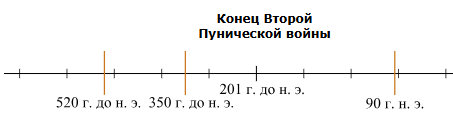 Конец Второй
Пунической войны
520 г. до н. э.
350 г. до н. э.
201 г. до н. э.
90 г. н. э.